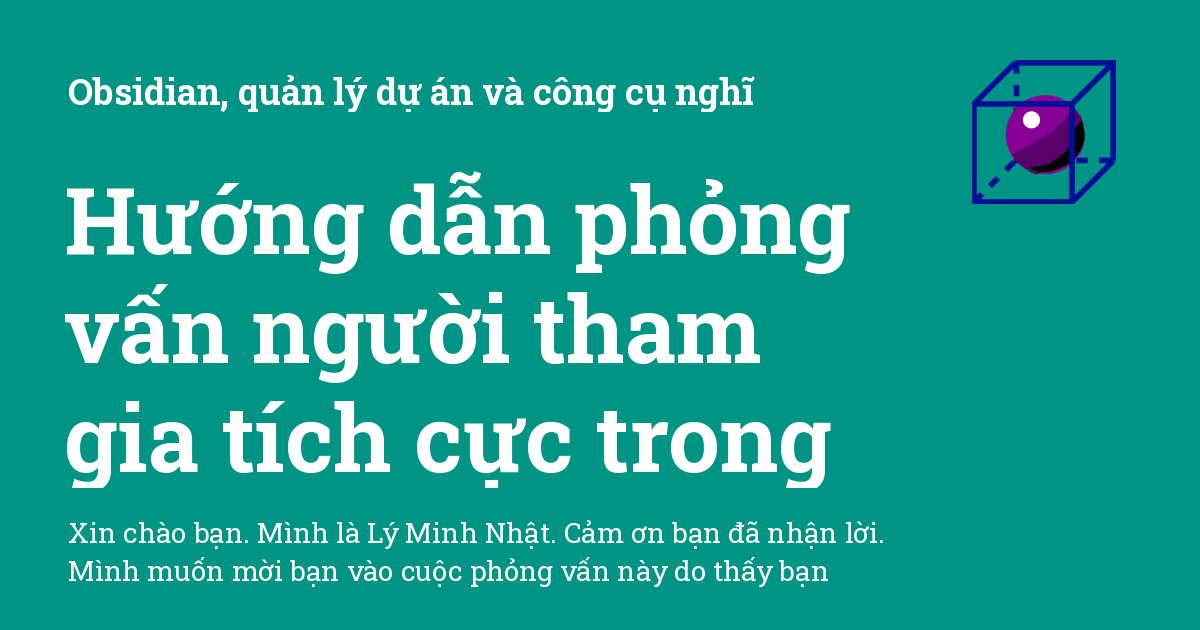 Obsidian, quản lý dự án và công cụ nghĩ
Hướng dẫn phỏng
vấn người tham
gia tích cực trong
Xin chào bạn. Mình là Lý Minh Nhật. Cảm ơn bạn đã nhận lời.
Mình muốn mời bạn vào cuộc phỏng vấn này do thấy bạn